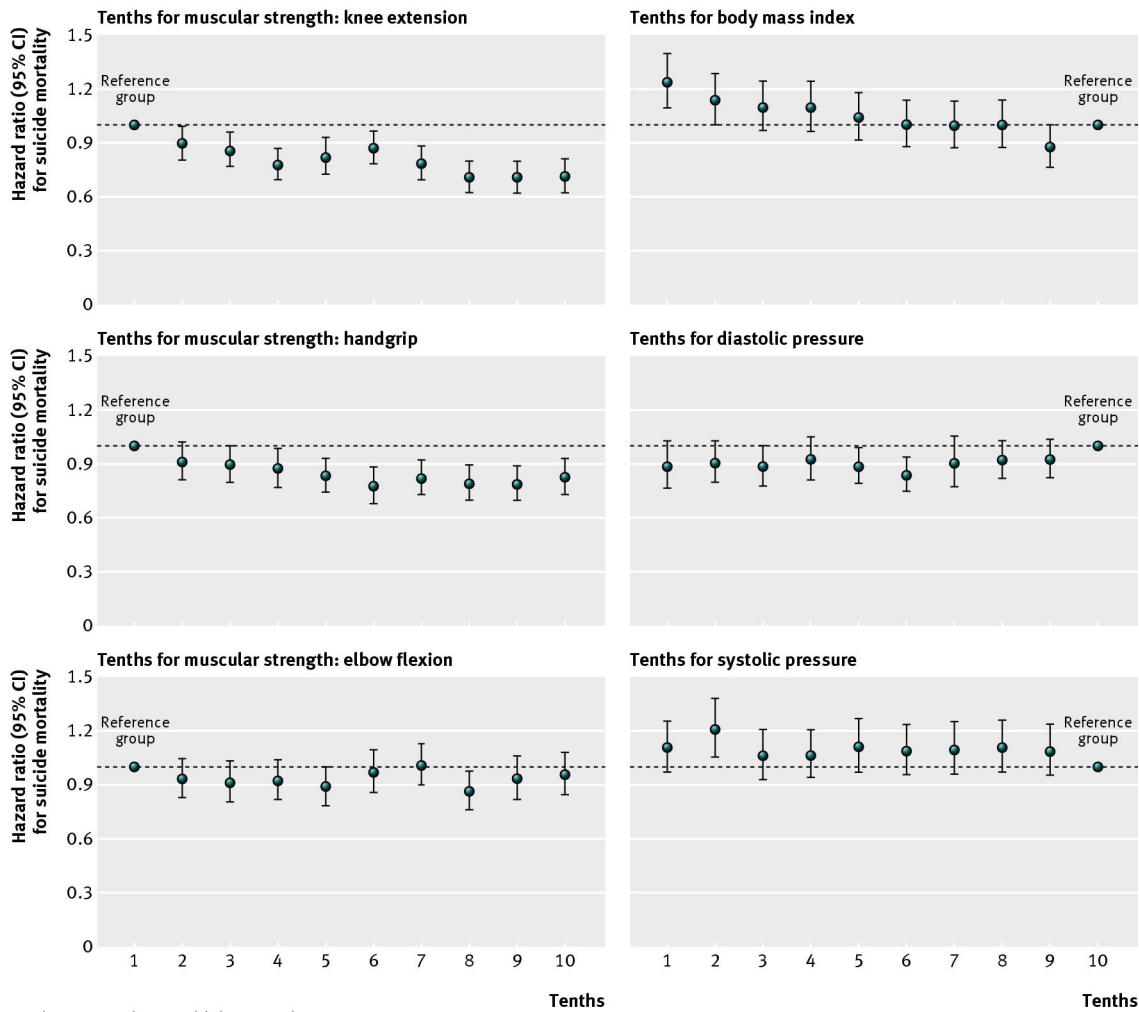 Tenths for muscular strength: knee extension
Hazard ratio (95% CI)
for suicide mortality
1.5
1.2
0.9
0.6
0.3
0
Reference
group
Tenths for body mass index
Reference
group
Tenths for muscular strength: handgrip
Hazard ratio (95% CI)
for suicide mortality
1.5
1.2
0.9
0.6
0.3
0
Reference
group
Tenths for diastolic pressure
Reference
group
Tenths for muscular strength: elbow flexion
Hazard ratio (95% CI)
for suicide mortality
1.5
1.2
0.9
0.6
0.3
0
Reference
group
1 2 3 4 5 6 7 8 9 10
Tenths
Tenths for systolic pressure
Reference
group
1 2 3 4 5 6 7 8 9 10
Tenths